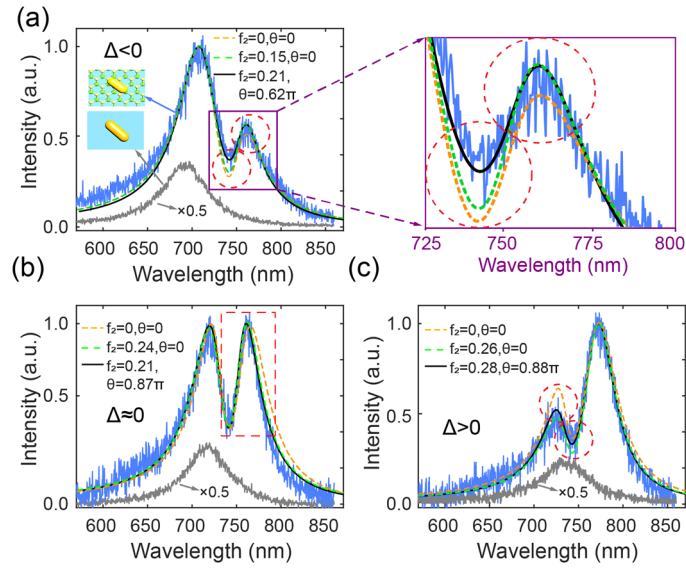 (a)
Δ<0
f₂=0,θ=0
f₂=0.15,θ=0
f₂=0.21,
θ=0.62π
×0.5
Intensity (a.u.)
1.0
0.5
0.0
600 650 700 750 800 850
Wavelength (nm)
Intensity (a.u.)
725 750 775 800
Wavelength (nm)
(b)
f₂=0,θ=0
f₂=0.24,θ=0
f₂=0.21,
θ=0.87π
Δ≈0
×0.5
Intensity (a.u.)
1.0
0.5
0.0
600 650 700 750 800 850
Wavelength (nm)
(c)
f₂=0,θ=0
f₂=0.26,θ=0
f₂=0.28,θ=0.88π
Δ>0
×0.5
Intensity (a.u.)
1.0
0.5
0.0
600 650 700 750 800 850
Wavelength (nm)